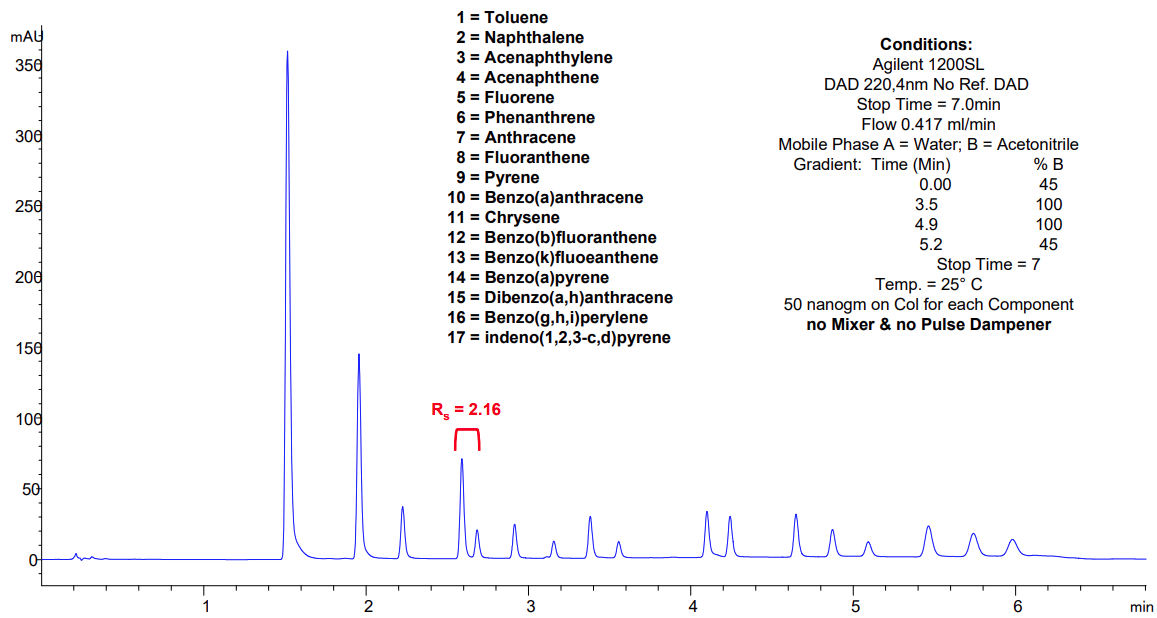 mAU
350
300
250
200
150
100
50
0
1 = Toluene
2 = Naphthalene
3 = Acenaphthylene
4 = Acenaphthene
5 = Fluorene
6 = Phenanthrene
7 = Anthracene
8 = Fluoranthene
9 = Pyrene
10 = Benzo(a)anthracene
11 = Chrysene
12 = Benzo(b)fluoranthene
13 = Benzo(k)fluoeanthene
14 = Benzo(a)pyrene
15 = Dibenzo(a,h)anthracene
16 = Benzo(g,h,i)perylene
17 = indeno(1,2,3-c,d)pyrene
Conditions:
Agilent 1200SL
DAD 220,4nm No Ref. DAD
Stop Time = 7.0min
Flow 0.417 ml/min
Mobile Phase A = Water; B = Acetonitrile
Gradient: Time (Min) % B
0.00 45
3.5 100
4.9 100
5.2 45
Stop Time = 7
Temp. = 25° C
50 nanogm on Col for each Component
no Mixer & no Pulse Dampener
Rs = 2.16
1 2 3 4 5 6 min